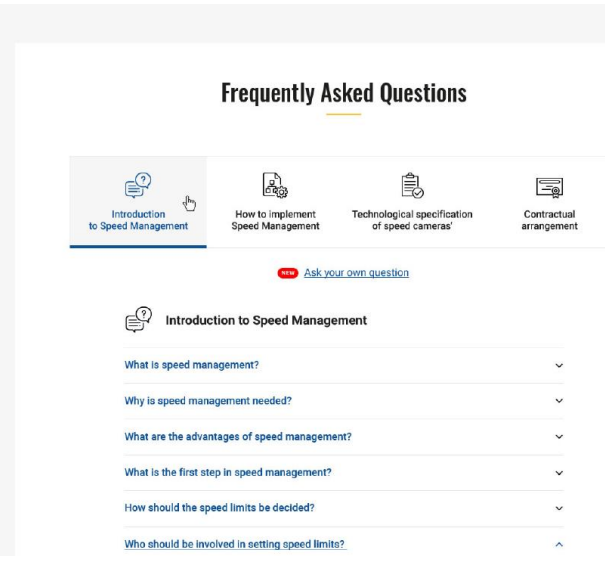 Frequently Asked Questions
Introduction
to Speed Management
How to implement
Speed Management
Technological specification
of speed cameras'
Contractual
arrangement
NEW Ask your own question
Introduction to Speed Management
What is speed management?
Why is speed management needed?
What are the advantages of speed management?
What is the first step in speed management?
How should the speed limits be decided?
Who should be involved in setting speed limits?